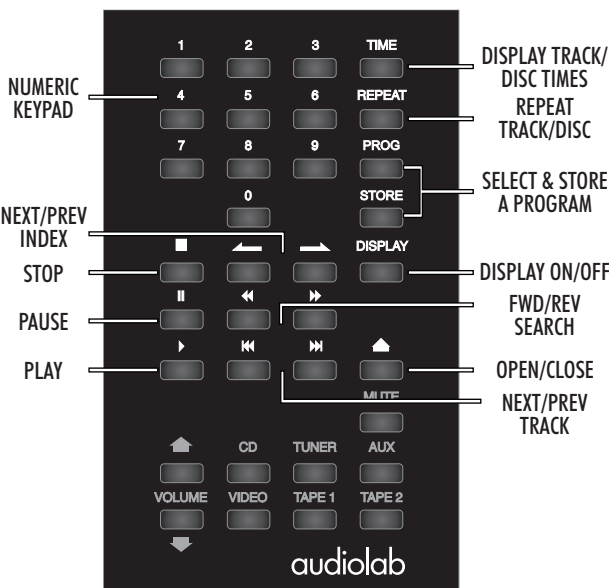 1 2 3 TIME
DISPLAY TRACK/
DISC TIMES
NUMERIC
KEYPAD
4 5 6 REPEAT
REPEAT
TRACK/DISC
7 8 9 PROG
SELECT & STORE
A PROGRAM
0 STORE
NEXT/PREV
INDEX
DISPLAY
STOP
DISPLAY ON/OFF
FWD/REV
SEARCH
PAUSE
PLAY
OPEN/CLOSE
MUTE
NEXT/PREV
TRACK
CD TUNER AUX
VOLUME VIDEO TAPE 1 TAPE 2
audiolab